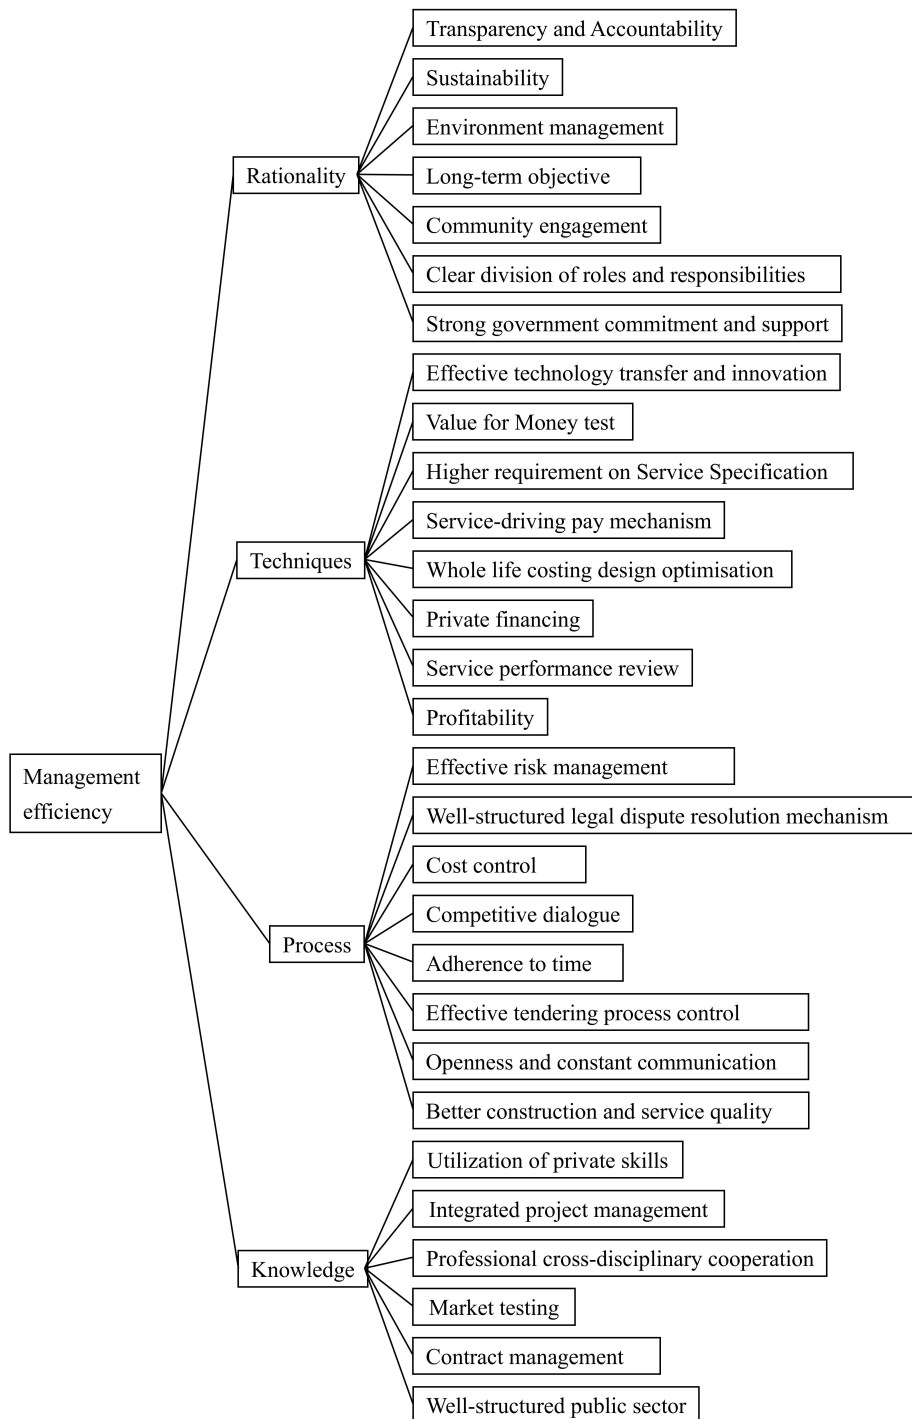 Transparency and Accountability
Sustainability
Environment management
Rationality
Long-term objective
Community engagement
Clear division of roles and responsibilities
Strong government commitment and support
Effective technology transfer and innovation
Value for Money test
Higher requirement on Service Specification
Service-driving pay mechanism
Techniques
Whole life costing design optimisation
Private financing
Service performance review
Profitability
Management
efficiency
Effective risk management
Well-structured legal dispute resolution mechanism
Cost control
Competitive dialogue
Process
Adherence to time
Effective tendering process control
Openness and constant communication
Better construction and service quality
Utilization of private skills
Integrated project management
Professional cross-disciplinary cooperation
Knowledge
Market testing
Contract management
Well-structured public sector